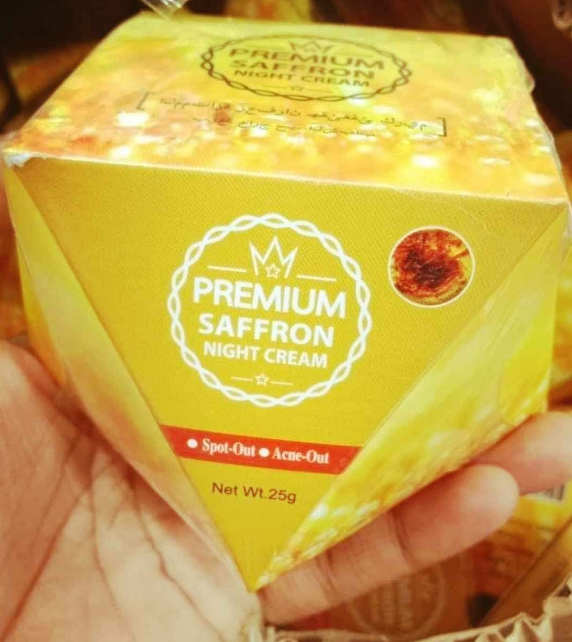 PREMIUM
SAFFRON
NIGHT CREAM
PREMIUM
SAFFRON
NIGHT CREAM
Spot-Out Acne-Out
Net Wt.25g